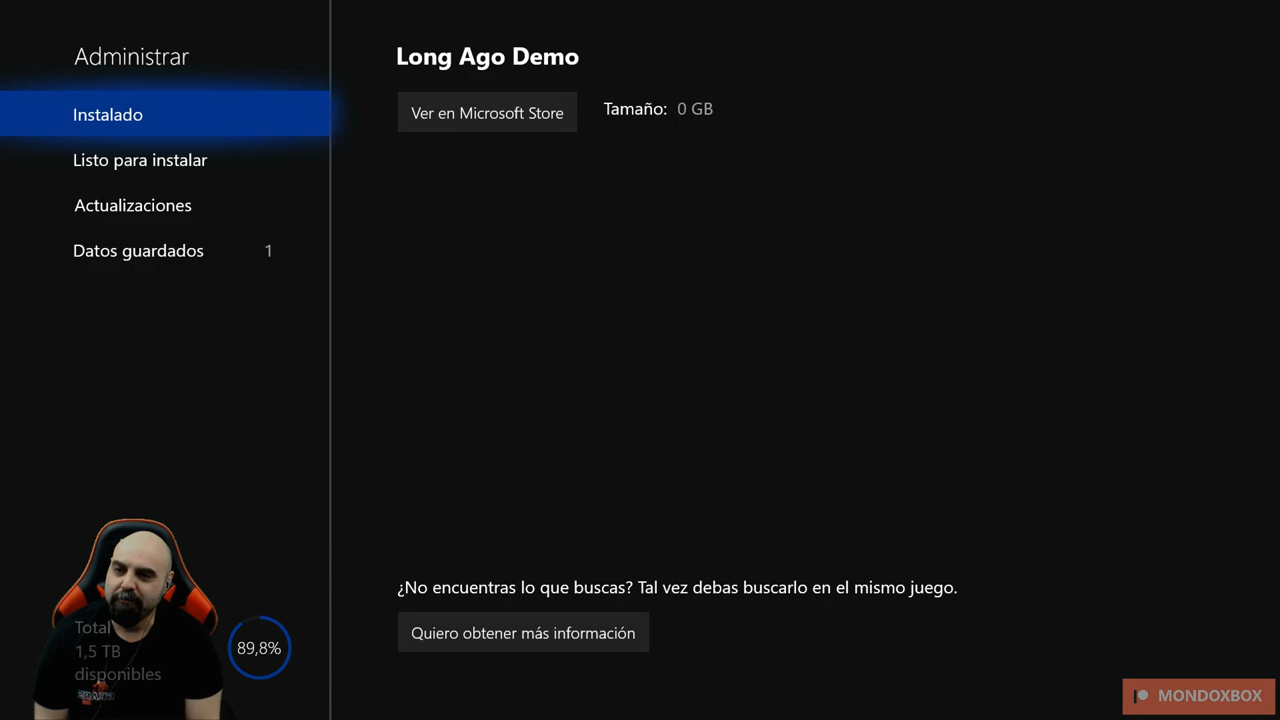 Administrar
Instalado
Listo para instalar
Actualizaciones
Datos guardados 1
Total
1,5 TB
disponibles
89,8%
Long Ago Demo
Ver en Microsoft Store
Tamaño: 0 GB
¿No encuentras lo que buscas? Tal vez debas buscarlo en el mismo juego.
Quiero obtener más información
MONDOXBOX